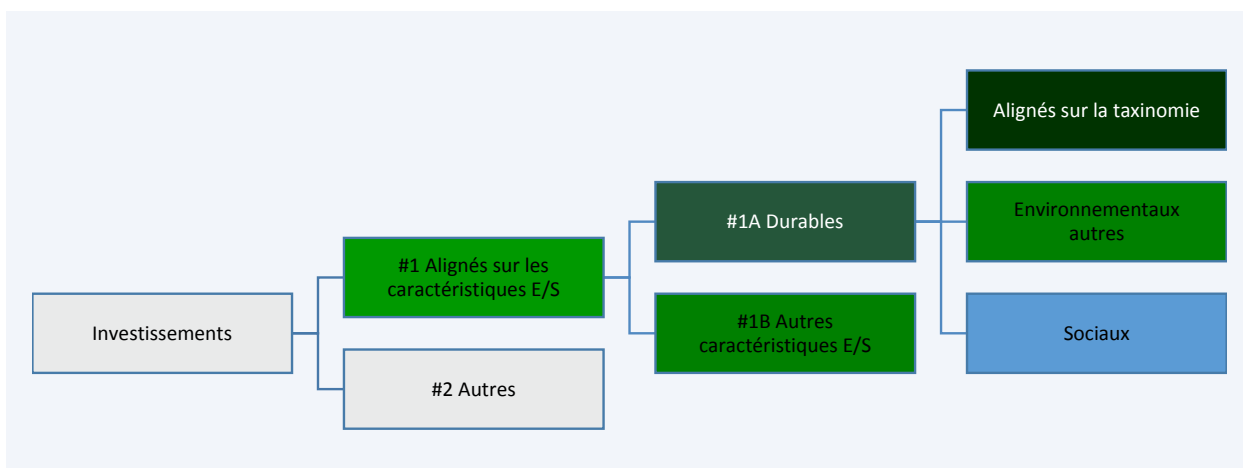 Investissements
#1 Alignés sur les
caractéristiques E/S
#2 Autres
#1A Durables
#1B Autres
caractéristiques E/S
Alignés sur la taxinomie
Environnementaux
autres
Sociaux